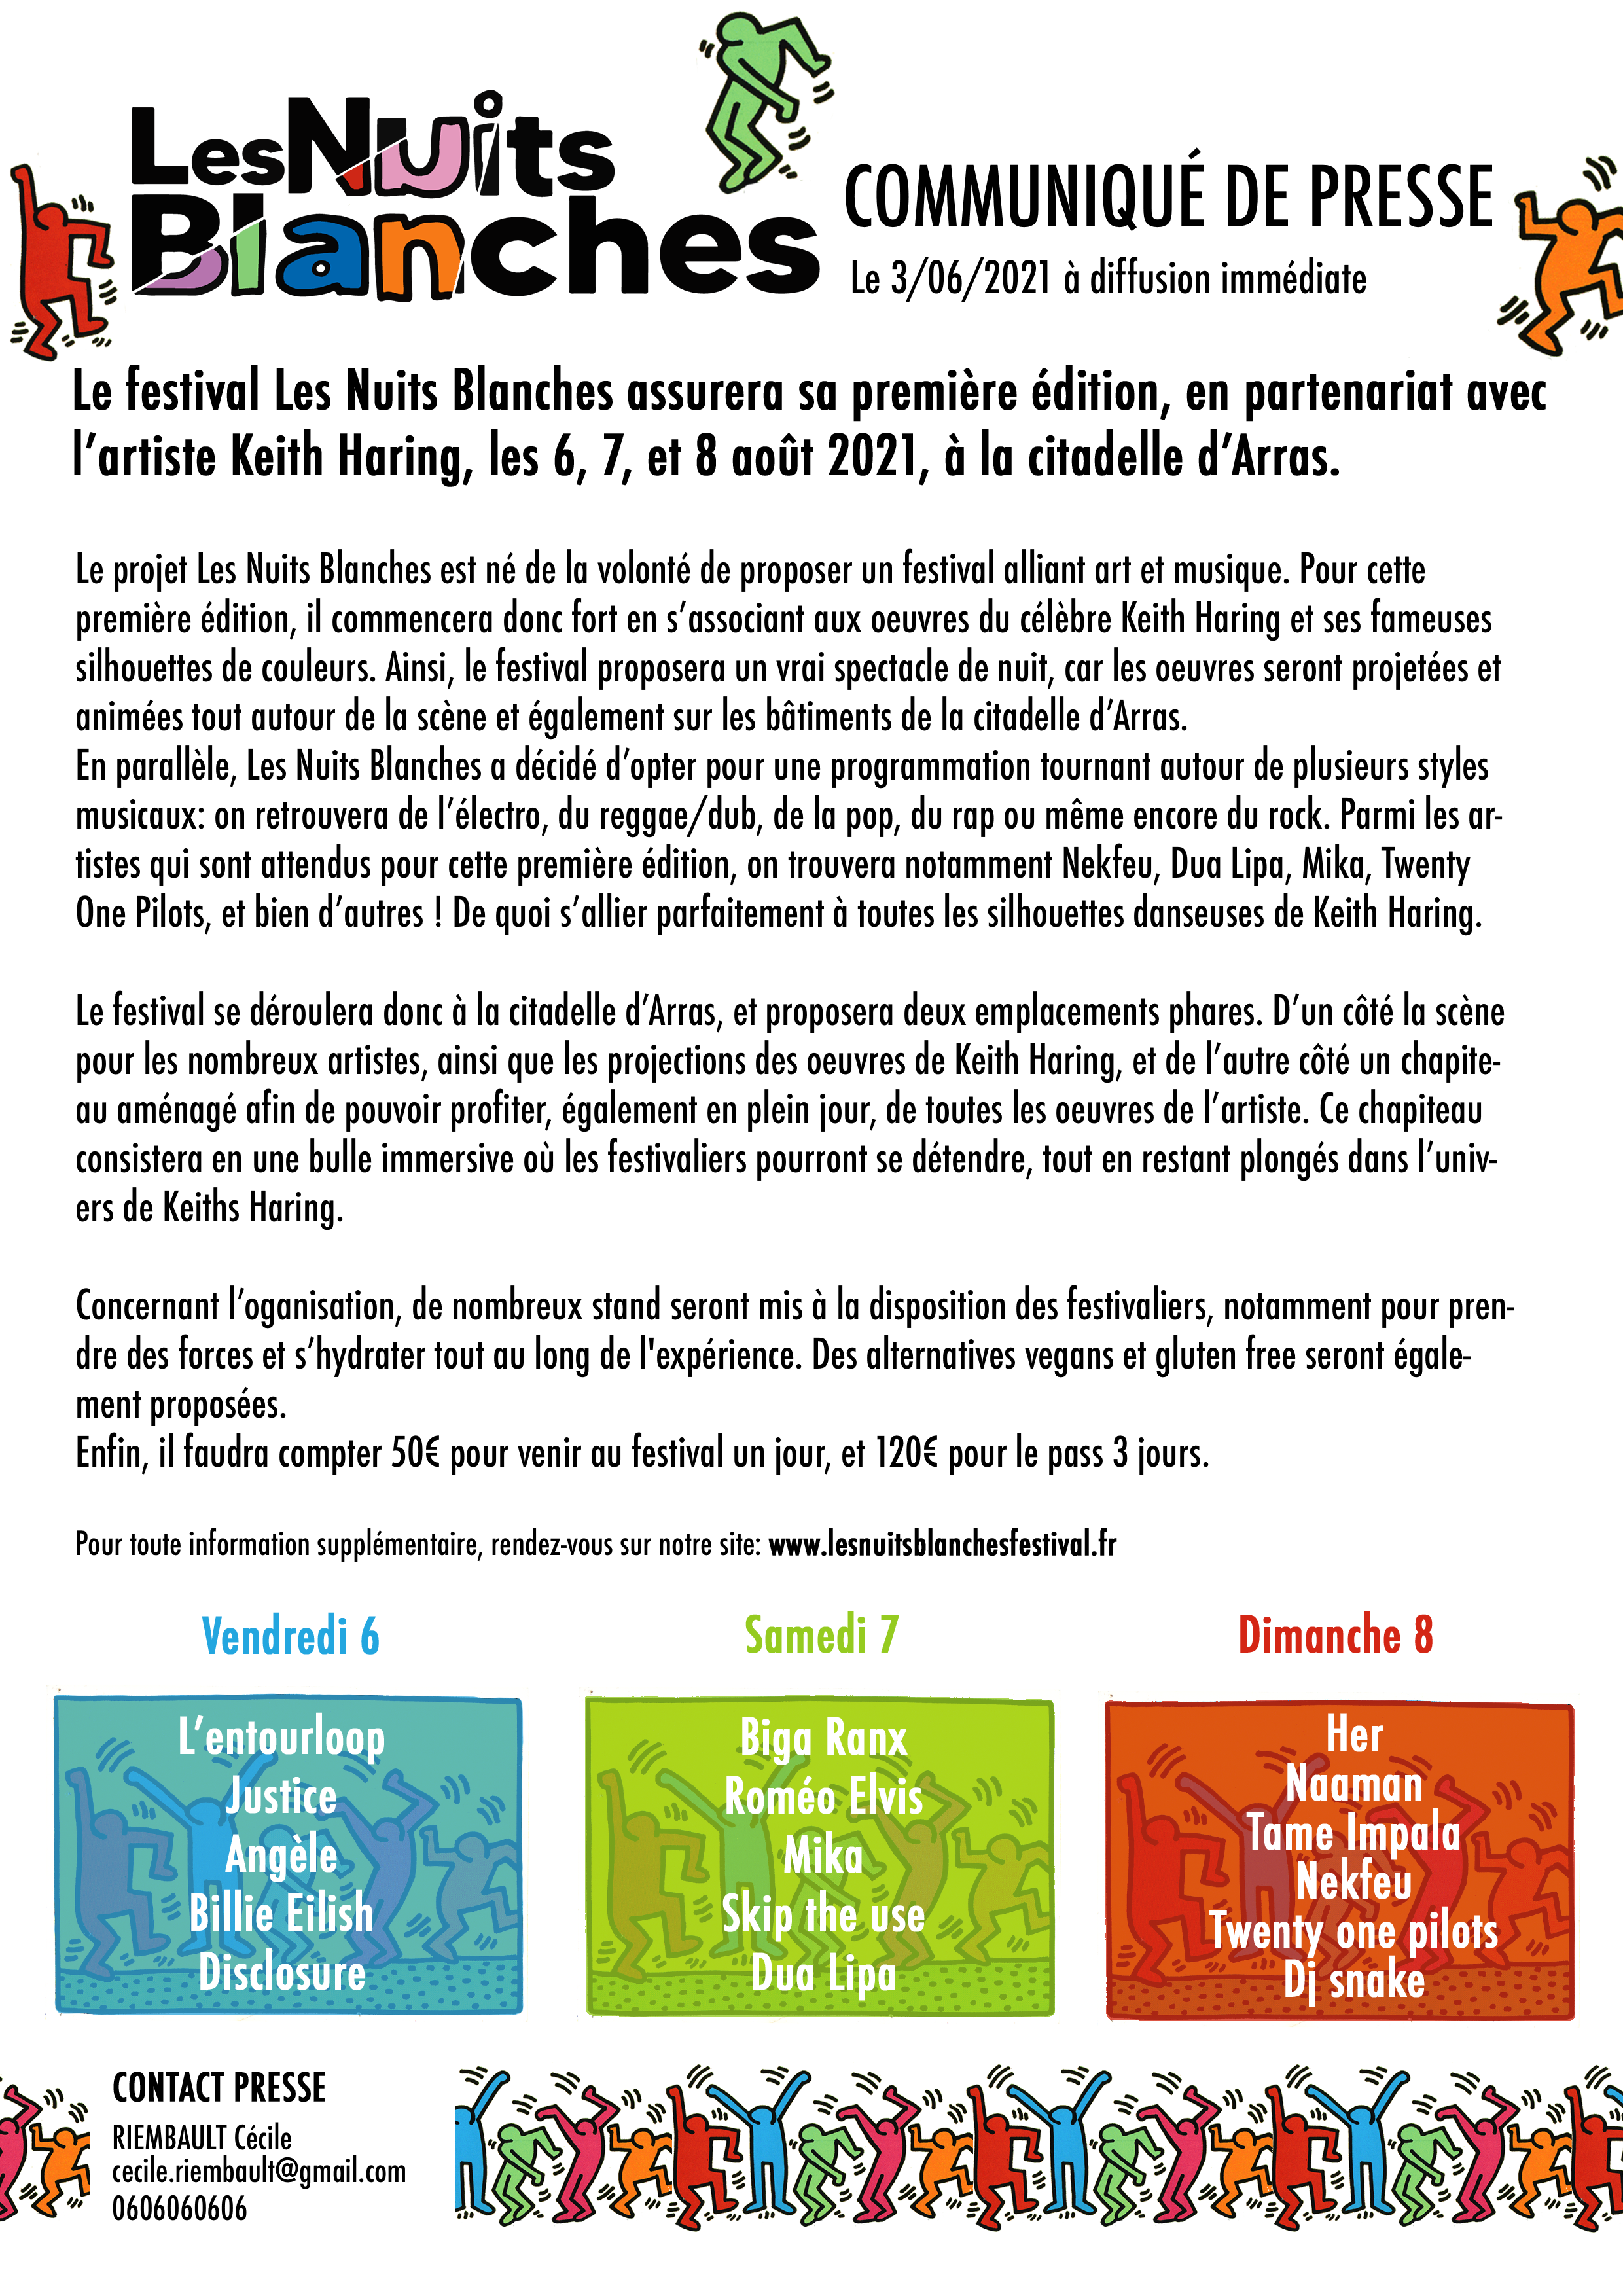 Les Nuits
Blanches
COMMUNIQUÉ DE PRESSE
Le 3/06/2021 à diffusion immédiate
Le festival Les Nuits Blanches assurera sa première édition, en partenariat avec
l’artiste Keith Haring, les 6, 7, et 8 août 2021, à la citadelle d’Arras.
Le projet Les Nuits Blanches est né de la volonté de proposer un festival alliant art et musique. Pour cette
première édition, il commencera donc fort en s’associant aux oeuvres du célèbre Keith Haring et ses fameuses
silhouettes de couleurs. Ainsi, le festival proposera un vrai spectacle de nuit, car les oeuvres seront projetées et
animées tout autour de la scène et également sur les bâtiments de la citadelle d’Arras.
En parallèle, Les Nuits Blanches a décidé d’opter pour une programmation tournant autour de plusieurs styles
musicaux: on retrouvera de l’électro, du reggae/dub, de la pop, du rap ou même encore du rock. Parmi les ar-
tistes qui sont attendus pour cette première édition, on trouvera notamment Nekfeu, Dua Lipa, Mika, Twenty
One Pilots, et bien d’autres ! De quoi s’allier parfaitement à toutes les silhouettes danseuses de Keith Haring.
Le festival se déroulera donc à la citadelle d’Arras, et proposera deux emplacements phares. D’un côté la scène
pour les nombreux artistes, ainsi que les projections des oeuvres de Keith Haring, et de l’autre côté un chapite-
au aménagé afin de pouvoir profiter, également en plein jour, de toutes les oeuvres de l’artiste. Ce chapiteau
consistera en une bulle immersive où les festivaliers pourront se détendre, tout en restant plongés dans l’univ-
ers de Keiths Haring.
Concernant l’oganisation, de nombreux stand seront mis à la disposition des festivaliers, notamment pour pren-
dre des forces et s’hydrater tout au long de l'expérience. Des alternatives vegans et gluten free seront égale-
ment proposées.
Enfin, il faudra compter 50€ pour venir au festival un jour, et 120€ pour le pass 3 jours.
Pour toute information supplémentaire, rendez-vous sur notre site: www.lesnuitsblanchesfestival.fr
Vendredi 6
L’entourloop
Justice
Angèle
Billie Eilish
Disclosure
Samedi 7
Biga Ranx
Roméo Elvis
Mika
Skip the use
Dua Lipa
Dimanche 8
Her
Naaman
Tame Impala
Nekfeu
Twenty one pilots
Dj snake
CONTACT PRESSE
RIEMBAULT Cécile
cecile.riembault@gmail.com
0606060606